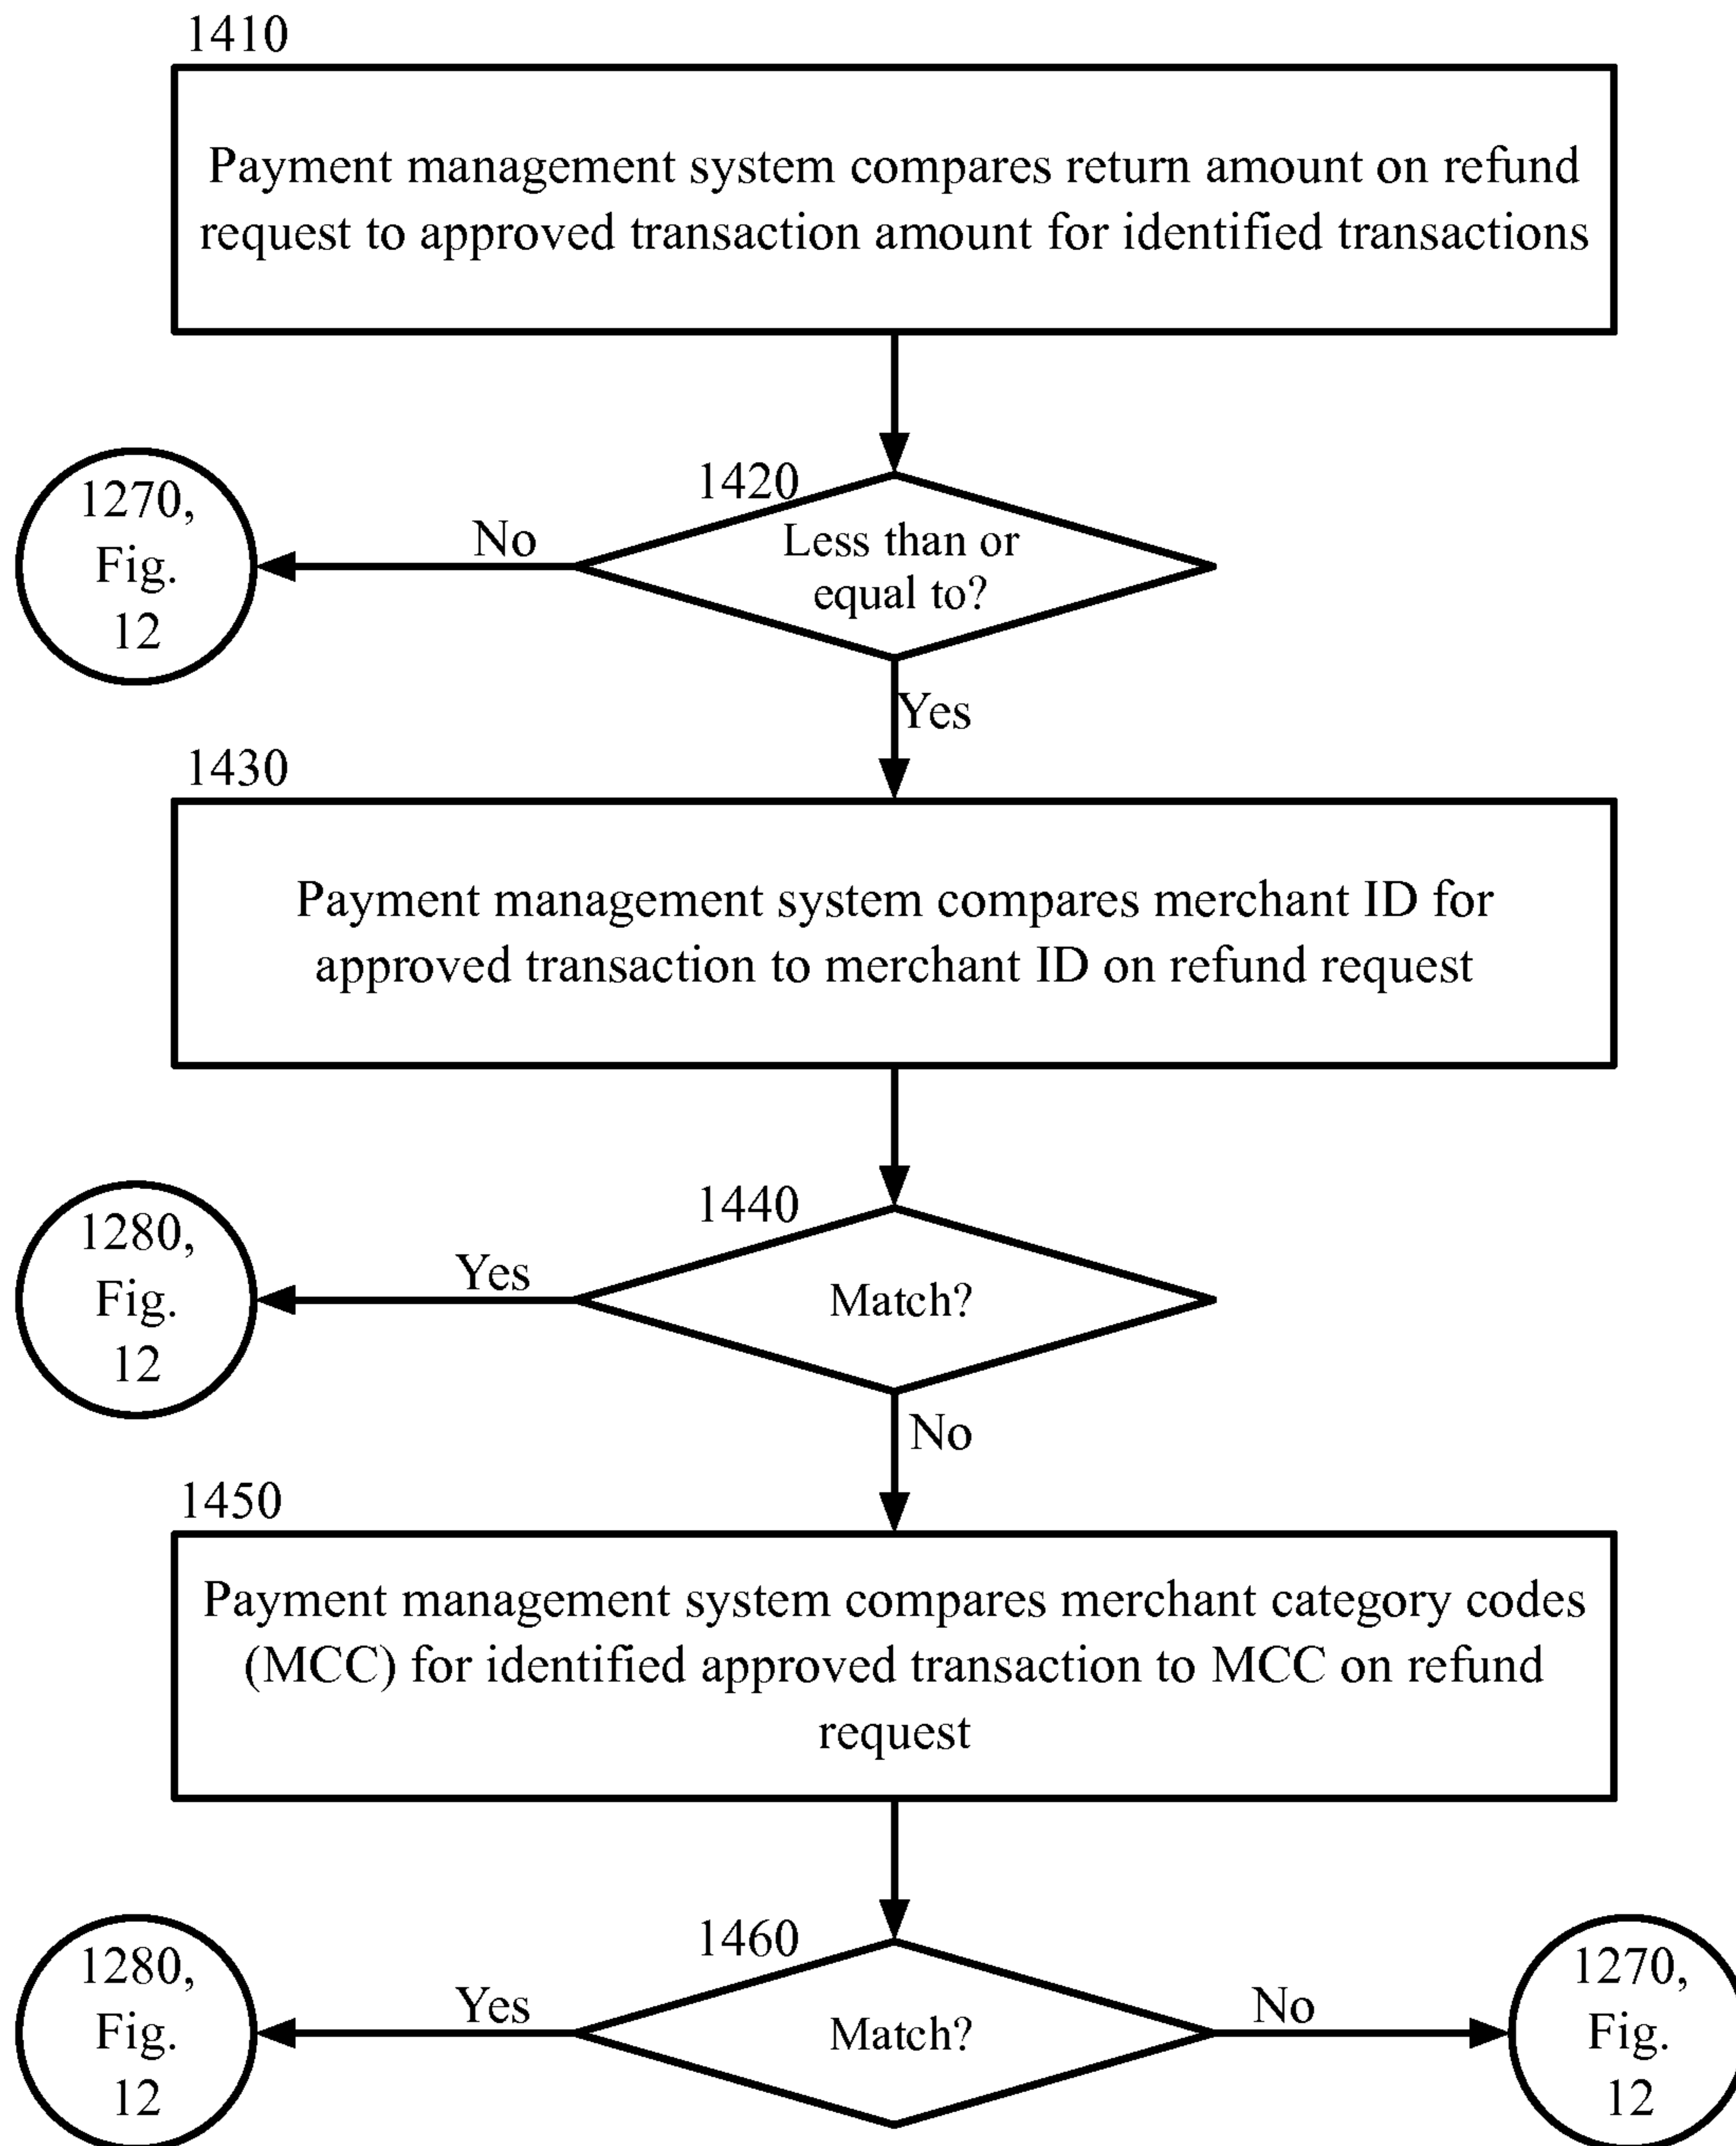 1410
Payment management system compares return amount on refund
request to approved transaction amount for identified transactions
1420
Less than or
equal to?
No
1270,
Fig.
12
Yes
1430
Payment management system compares merchant ID for
approved transaction to merchant ID on refund request
1440
Match?
Yes
1280,
Fig.
12
No
1450
Payment management system compares merchant category codes
(MCC) for identified approved transaction to MCC on refund
request
1460
Match?
Yes
1280,
Fig.
12
No
1270,
Fig.
12